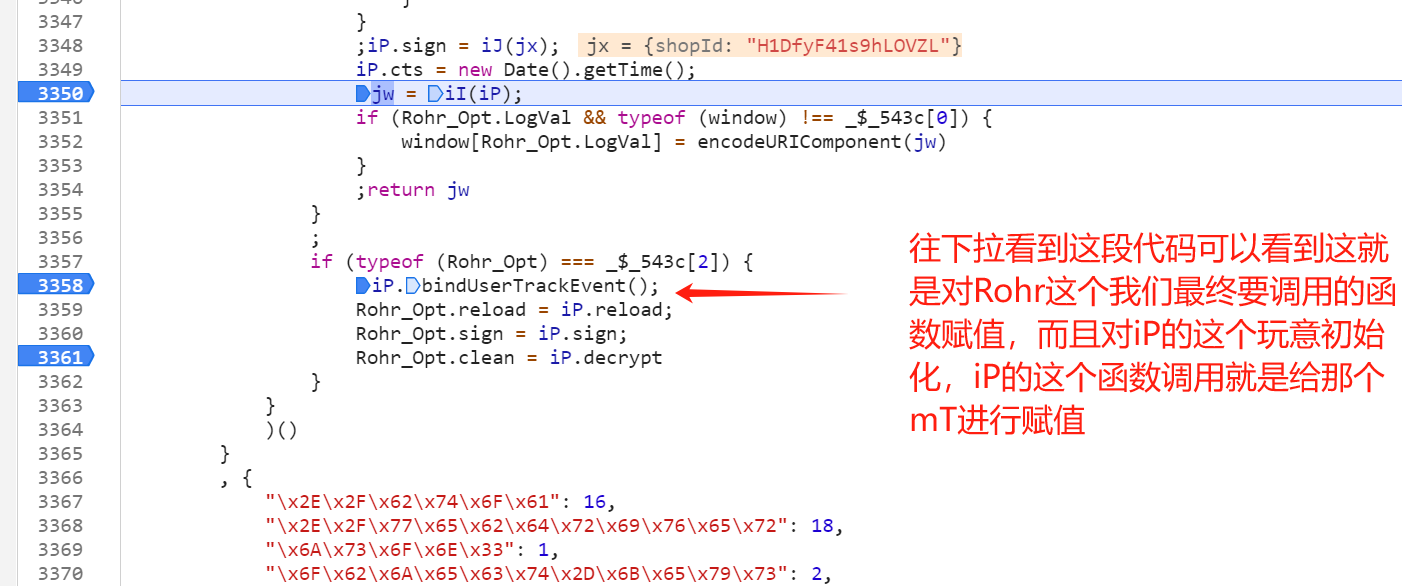 3347 }
3348 ;iP.sign = iJ(jx); jx = {shopId: "H1DfyF41s9hLOVZL"}
3349 iP.cts = new Date().getTime();
3350 jw = iI(iP);
3351 if (Rohr_Opt.LogVal && typeof (window) !== _$_543c[0]) {
3352 window[Rohr_Opt.LogVal] = encodeURIComponent(jw)
3353 }
3354 ;return jw
3355 }
3356 ;
3357 if (typeof (Rohr_Opt) === _$_543c[2]) {
3358 iP.bindUserTrackEvent();
3359 Rohr_Opt.reload = iP.reload;
3360 Rohr_Opt.sign = iP.sign;
3361 Rohr_Opt.clean = iP.decrypt
3362 }
3363 }
3364 )()
3365 }
3366 , {
3367 "\x2E\x2F\x62\x74\x6F\x61": 16,
3368 "\x2E\x2F\x77\x65\x62\x64\x72\x69\x76\x65\x72": 18,
3369 "\x6A\x73\x6F\x6E\x33": 1,
3370 "\x6F\x62\x6A\x65\x63\x74\x2D\x6B\x65\x79\x73": 2,
往下拉看到这段代码可以看到这就
是对Rohr这个我们最终要调用的函
数赋值，而且对iP的这个玩意初始
化，iP的这个函数调用就是给那个
mT进行赋值